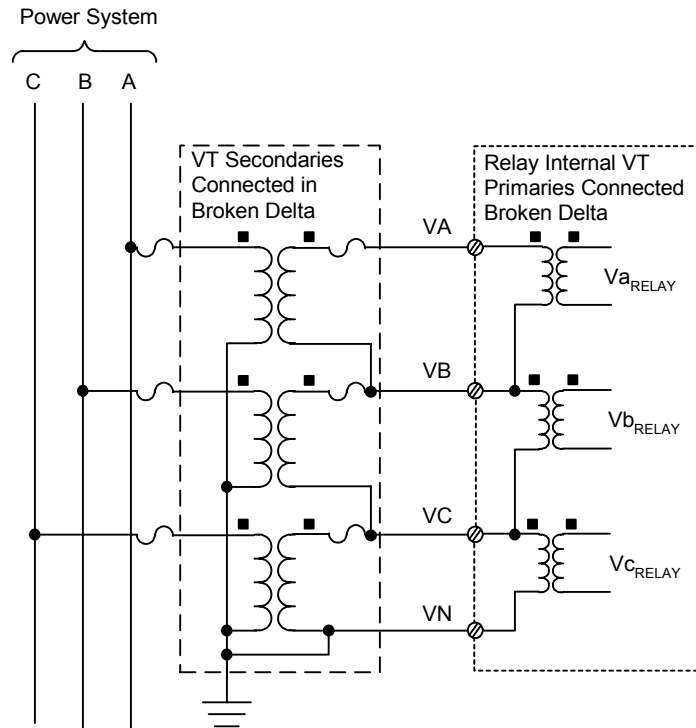 Power System
C B A
VT Secondaries
Connected in
Broken Delta
Relay Internal VT
Primaries Connected
Broken Delta
VA
VaRELAY
VB
VbRELAY
VC
VcRELAY
VN